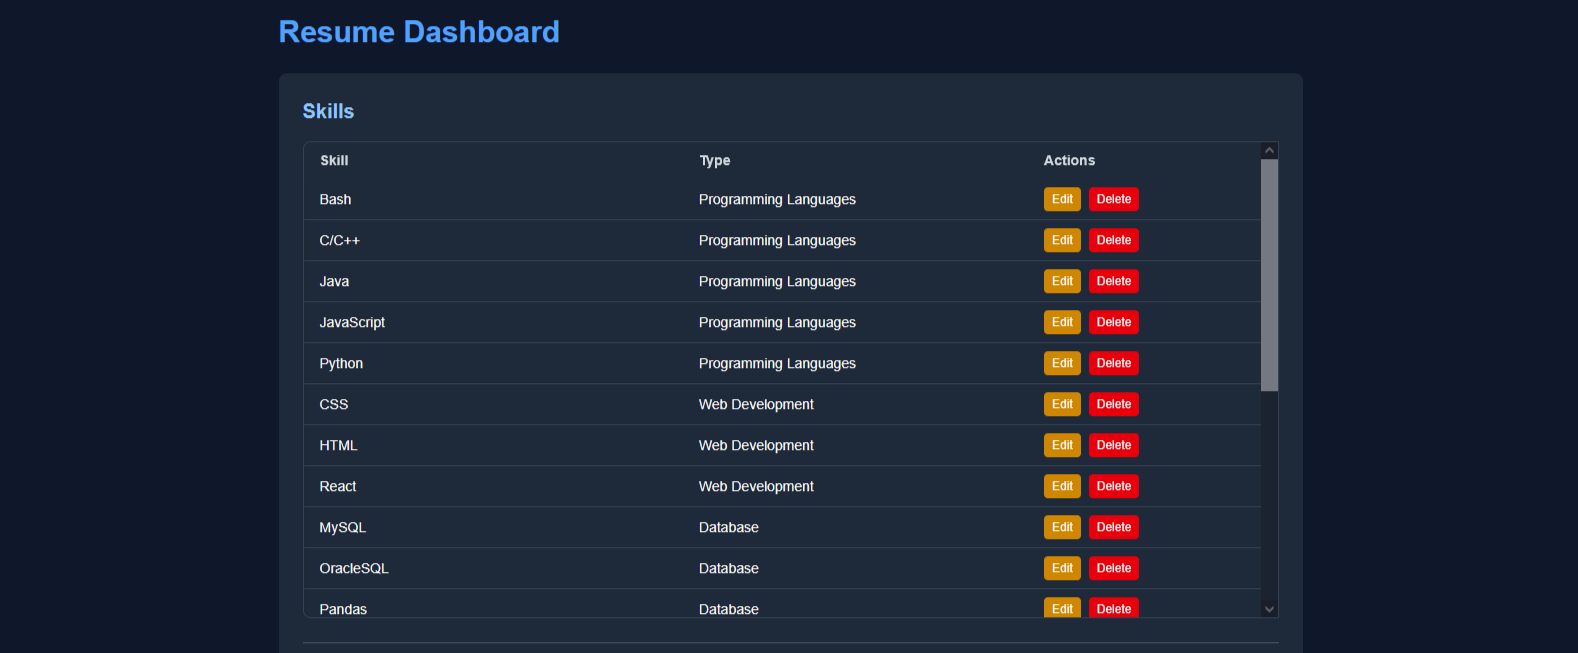 Resume Dashboard
Skills
Skill Type Actions
Bash Programming Languages Edit Delete
C/C++ Programming Languages Edit Delete
Java Programming Languages Edit Delete
JavaScript Programming Languages Edit Delete
Python Programming Languages Edit Delete
CSS Web Development Edit Delete
HTML Web Development Edit Delete
React Web Development Edit Delete
MySQL Database Edit Delete
OracleSQL Database Edit Delete
Pandas Database Edit Delete